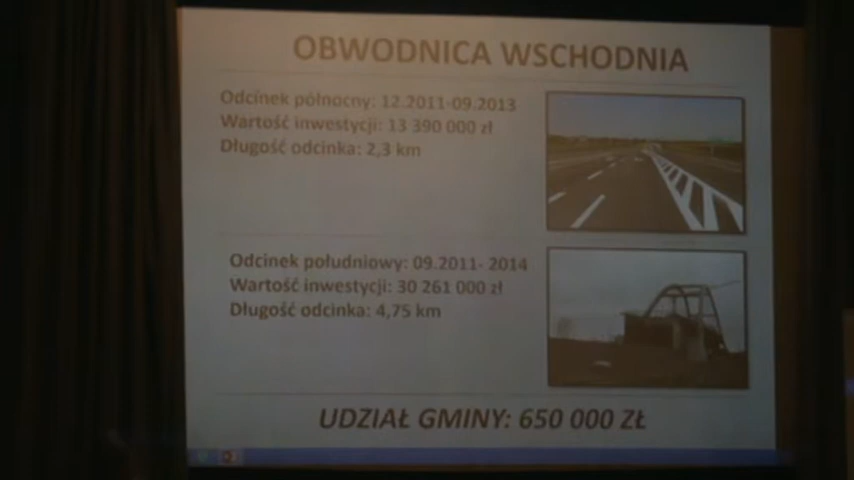 OBWODNICA WSCHODNIA
Odcinek północny: 12.2011-09.2013
Wartość inwestycji: 13 390 000 zł
Długość odcinka: 2,3 km
Odcinek południowy: 09.2011- 2014
Wartość inwestycji: 30 261 000 zł
Długość odcinka: 4,75 km
UDZIAŁ GMINY: 650 000 ZŁ